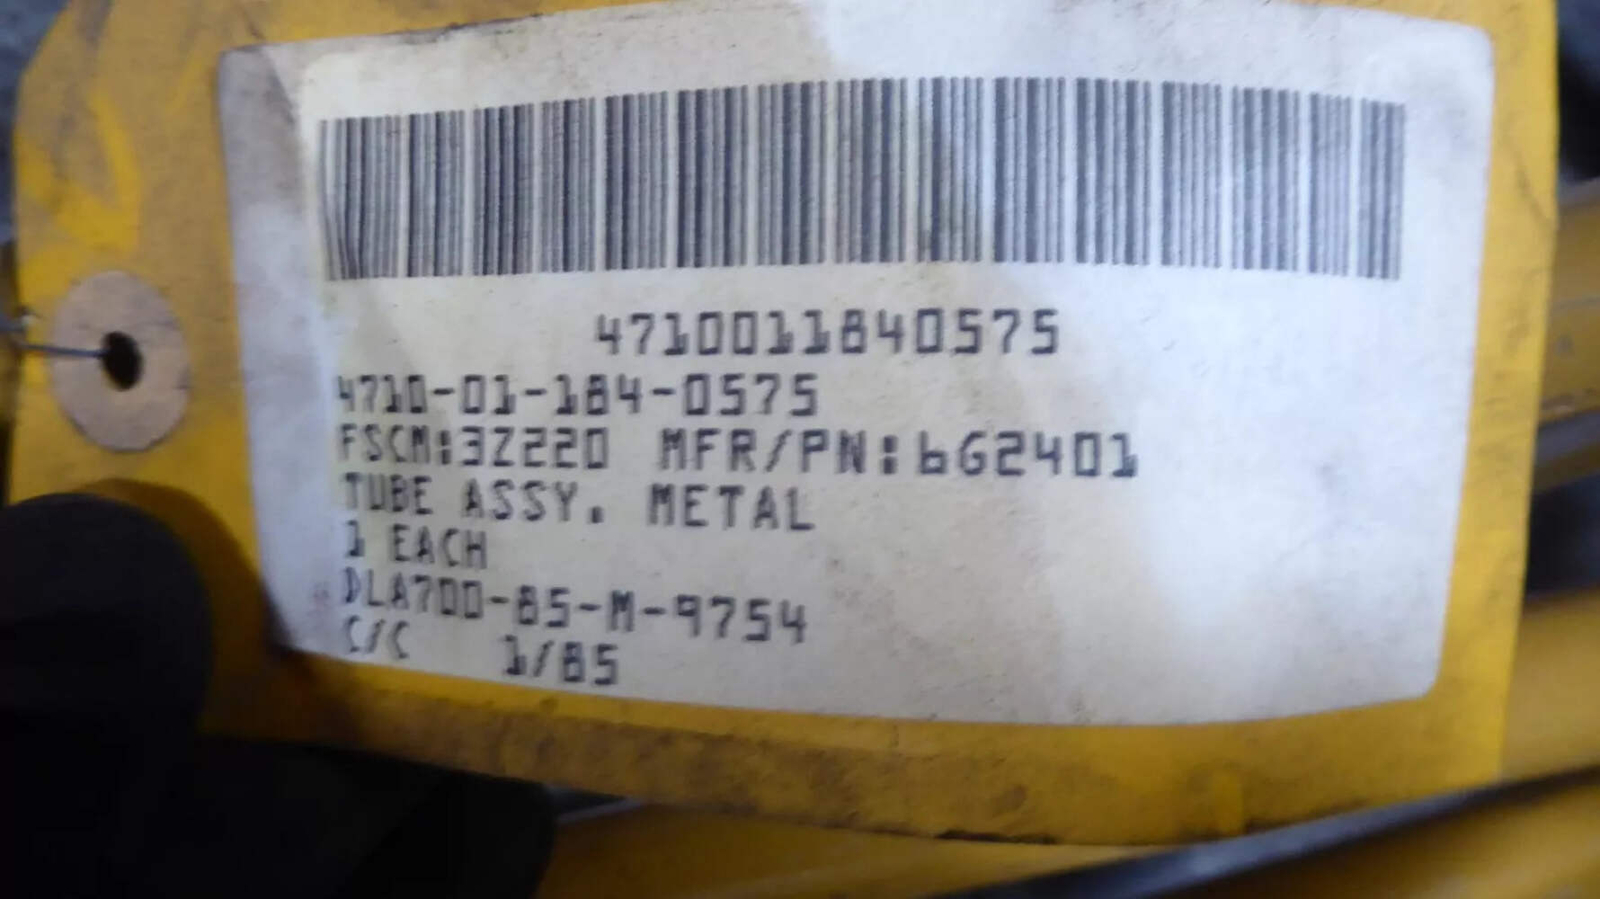 4710011840575
4710-01-184-0575
FSCM:3Z220 MFR/PN:6G2401
TUBE ASSY. METAL
1 EACH
DLA700-85-M-9754
C/C 1/85